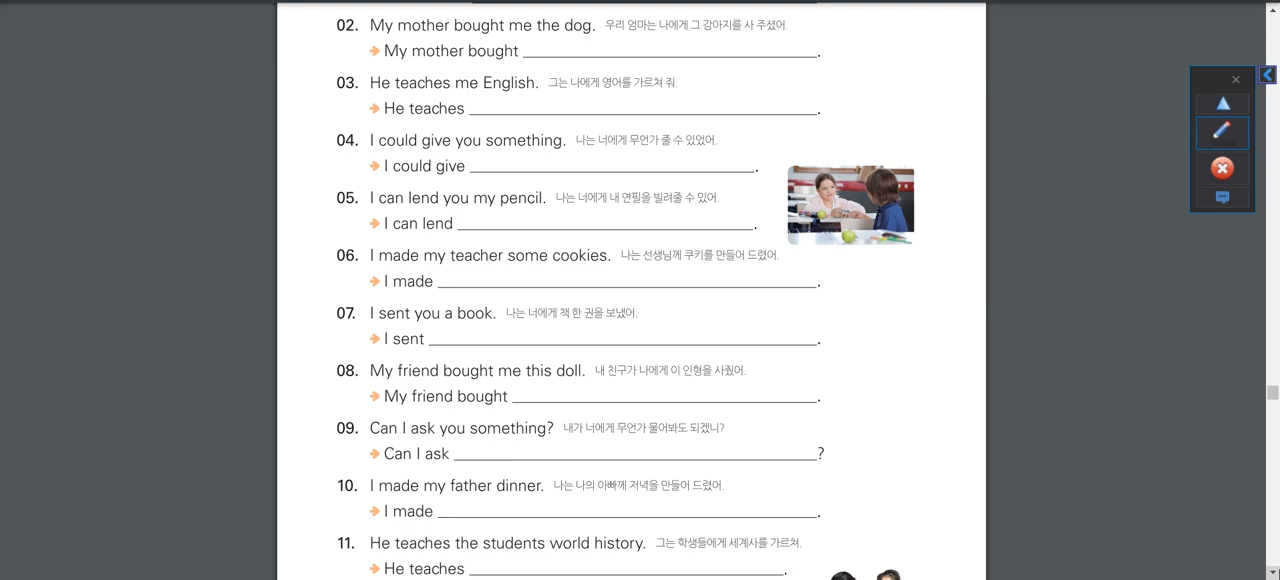 02. My mother bought me the dog. 우리 엄마는 나에게 그 강아지를 사 주셨어.
My mother bought ____.
03. He teaches me English. 그는 나에게 영어를 가르쳐 줘.
He teaches ____.
04. I could give you something. 나는 너에게 무언가 줄 수 있었어.
I could give ____.
05. I can lend you my pencil. 나는 너에게 내 연필을 빌려줄 수 있어.
I can lend ____.
06. I made my teacher some cookies. 나는 선생님께 쿠키를 만들어 드렸어.
I made ____.
07. I sent you a book. 나는 너에게 책 한 권을 보냈어.
I sent ____.
08. My friend bought me this doll. 내 친구가 나에게 이 인형을 사줬어.
My friend bought ____.
09. Can I ask you something? 내가 너에게 무언가 물어봐도 되겠니?
Can I ask ____?
10. I made my father dinner. 나는 나의 아빠께 저녁을 만들어 드렸어.
I made ____.
11. He teaches the students world history. 그는 학생들에게 세계사를 가르쳐.
He teaches ____.